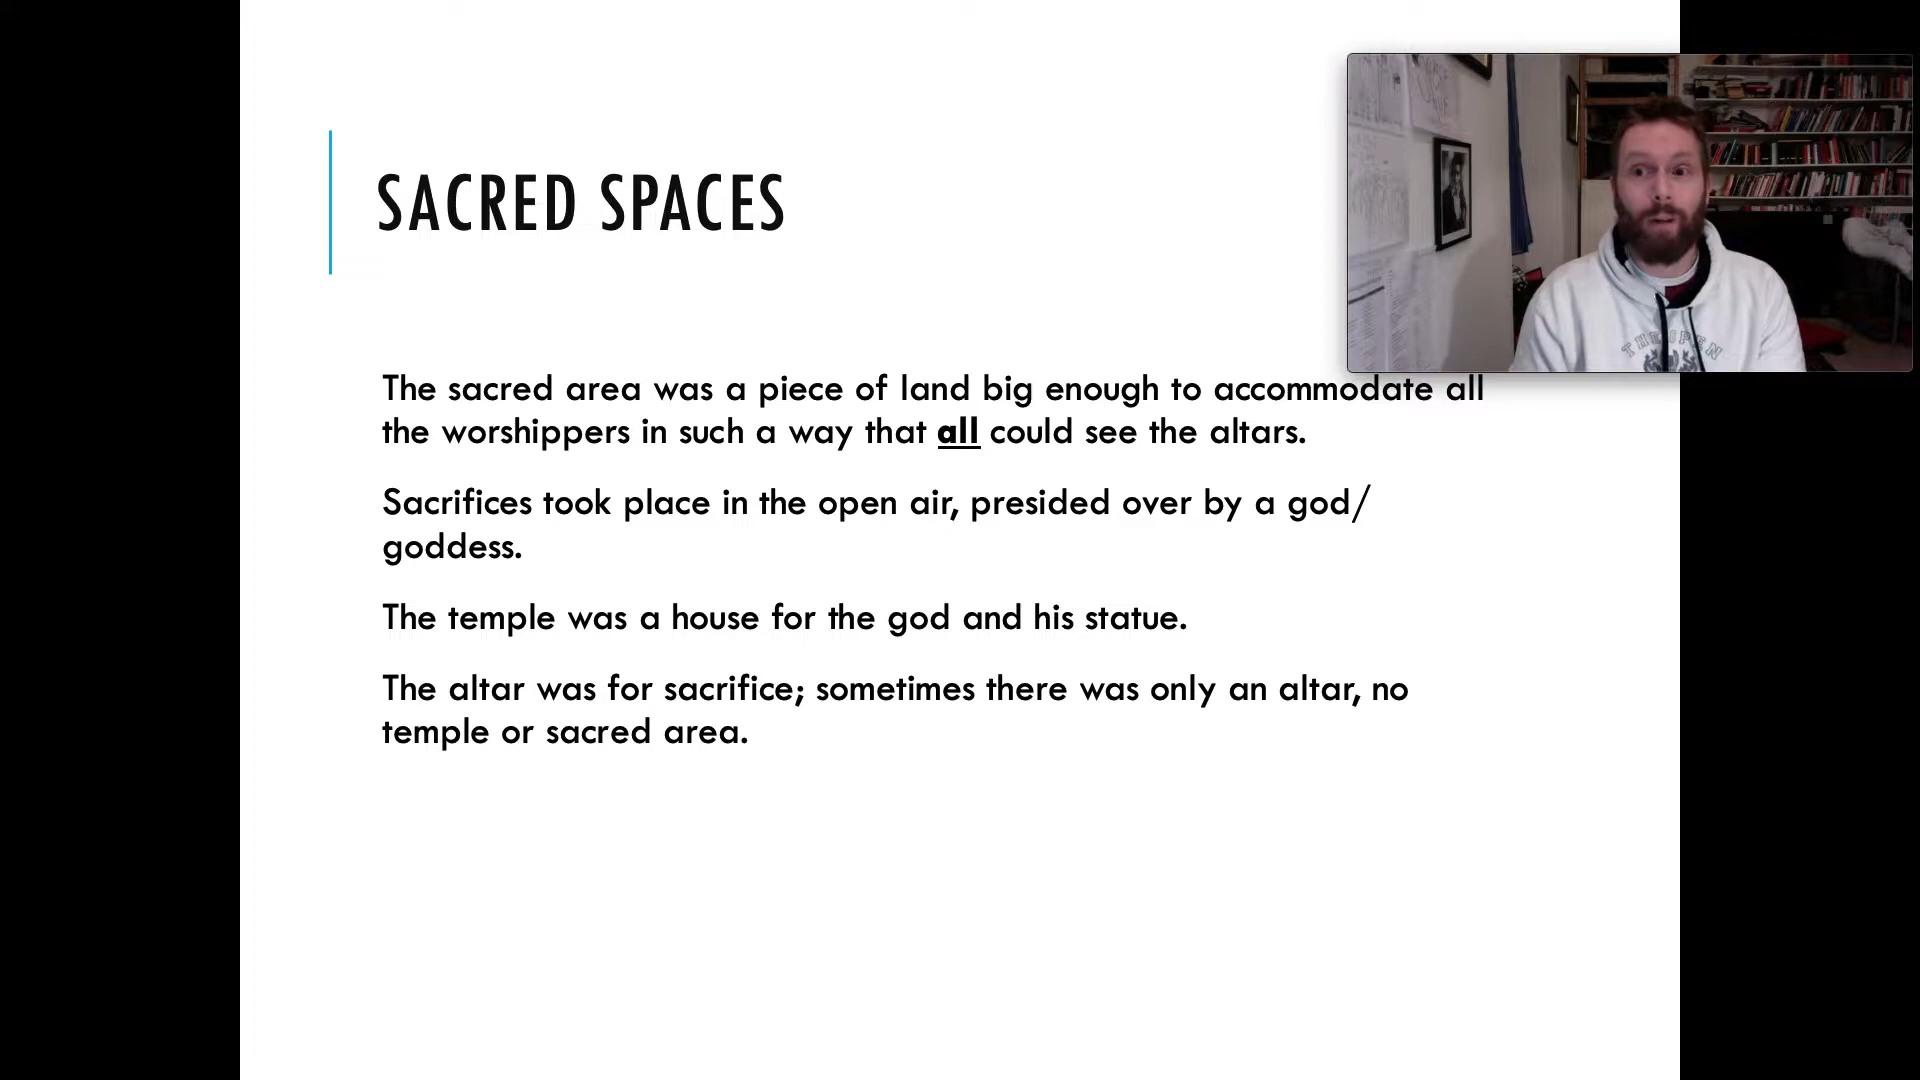 SACRED SPACES
The sacred area was a piece of land big enough to accommodate all
the worshippers in such a way that all could see the altars.
Sacrifices took place in the open air, presided over by a god/
goddess.
The temple was a house for the god and his statue.
The altar was for sacrifice; sometimes there was only an altar, no
temple or sacred area.
THE OPEN